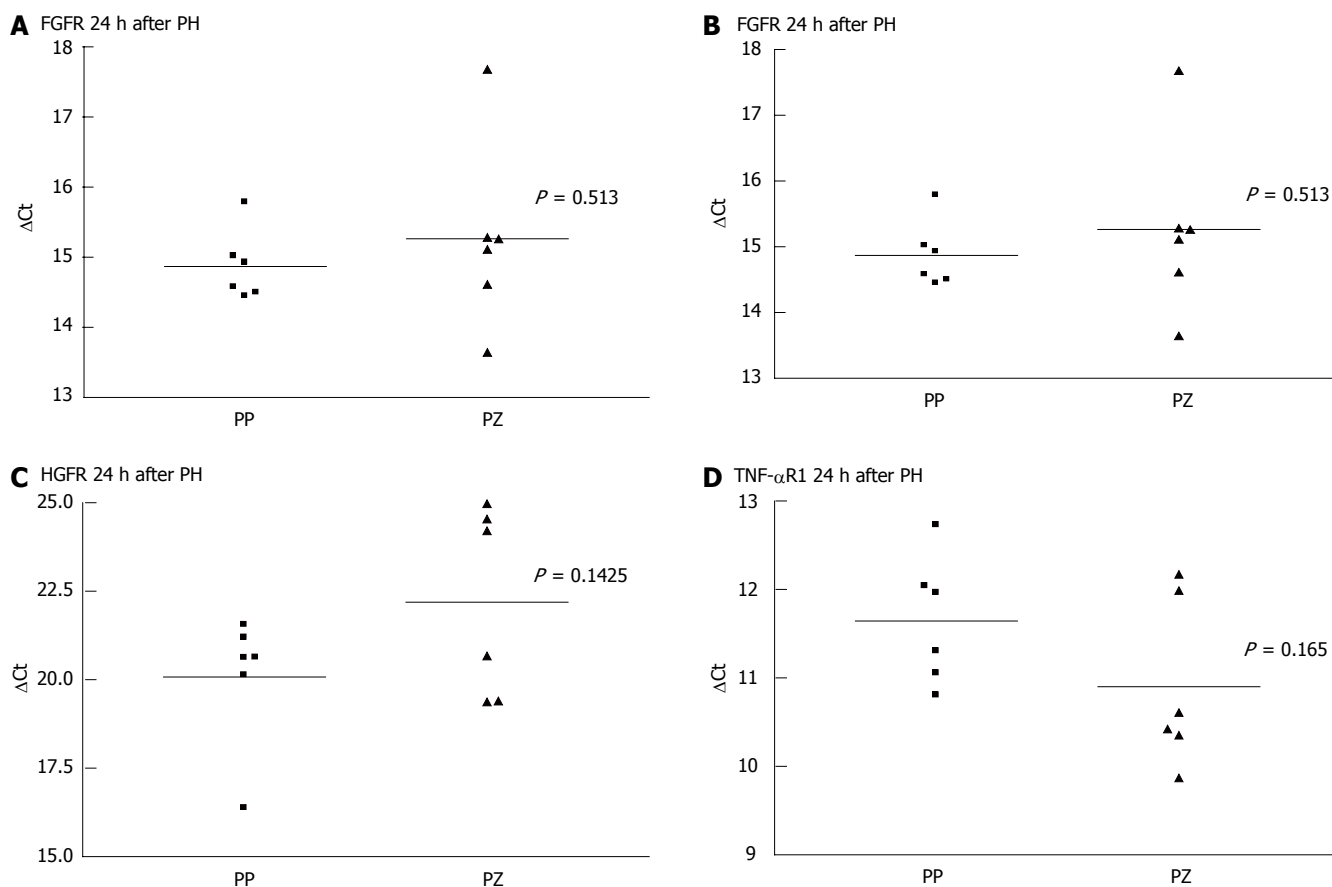 A FGFR 24 h after PH
18
17
16
15
14
13
ΔCt
P = 0.513
PP
PZ
B FGFR 24 h after PH
18
17
16
15
14
13
ΔCt
P = 0.513
PP
PZ
C HGFR 24 h after PH
25.0
22.5
20.0
17.5
15.0
ΔCt
P = 0.1425
PP
PZ
D TNF-αR1 24 h after PH
13
12
11
10
9
ΔCt
P = 0.165
PP
PZ